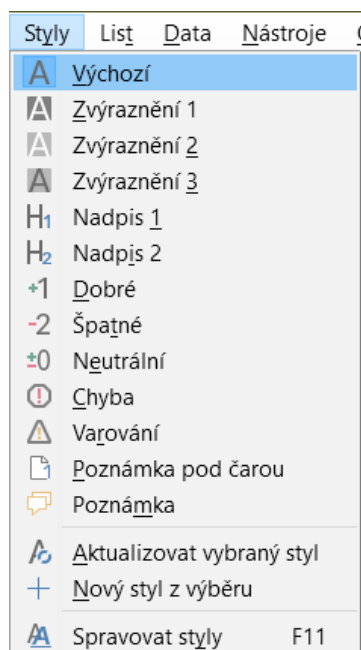 Styly List Data Nástroje
Výchozí
Zvýraznění 1
Zvýraznění 2
Zvýraznění 3
Nadpis 1
Nadpis 2
Dobré
Špatné
Neutrální
Chyba
Varování
Poznámka pod čarou
Poznámka
Aktualizovat vybraný styl
Nový styl z výběru
Spravovat styly F11